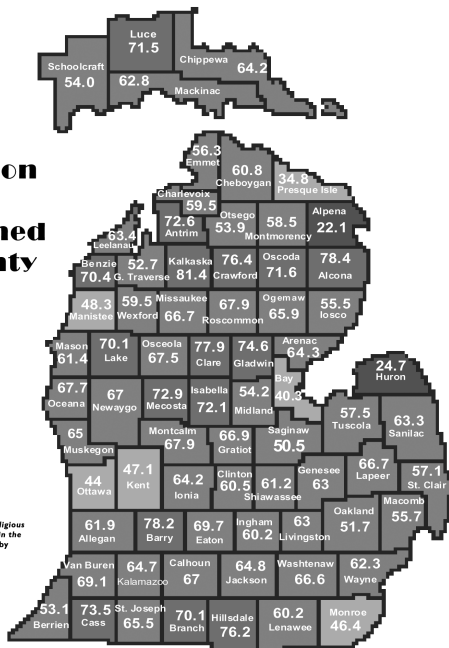 Luce
71.5
Schoolcraft
54.0
Chippewa
64.2
62.8
Mackinac
on
ned
nty
56.3
Emmet
60.8
Cheboygan
34.8
Presque Isle
Charlevoix
59.5
72.6
Antrim
Otsego
53.9
58.5
Montmorency
Alpena
22.1
63.4
Leelanau
Benzie
70.4
52.7
G. Traverse
Kalkaska
81.4
76.4
Crawford
Oscoda
71.6
78.4
Alcona
48.3
Manistee
59.5
Wexford
Missaukee
66.7
67.9
Roscommon
Ogemaw
65.9
55.5
Iosco
Mason
61.4
70.1
Lake
Osceola
67.5
77.9
Clare
74.6
Gladwin
Arenac
64.3
24.7
Huron
67.7
Oceana
67
Newaygo
72.9
Mecosta
Isabella
72.1
54.2
Midland
Bay
40.3
57.5
Tuscola
63.3
Sanilac
65
Muskegon
Montcalm
67.9
66.9
Gratiot
Saginaw
50.5
44
Ottawa
47.1
Kent
64.2
Ionia
Clinton
60.5
61.2
Shiawassee
Genesee
63
66.7
Lapeer
57.1
St. Clair
61.9
Allegan
78.2
Barry
69.7
Eaton
Ingham
60.2
63
Livingston
Oakland
51.7
Macomb
55.7
ligious
in the
by
Van Buren
69.1
64.7
Kalamazoo
Calhoun
67
64.8
Jackson
Washtenaw
66.6
62.3
Wayne
53.1
Berrien
73.5
Cass
St. Joseph
65.5
70.1
Branch
Hillsdale
76.2
60.2
Lenawee
Monroe
46.4